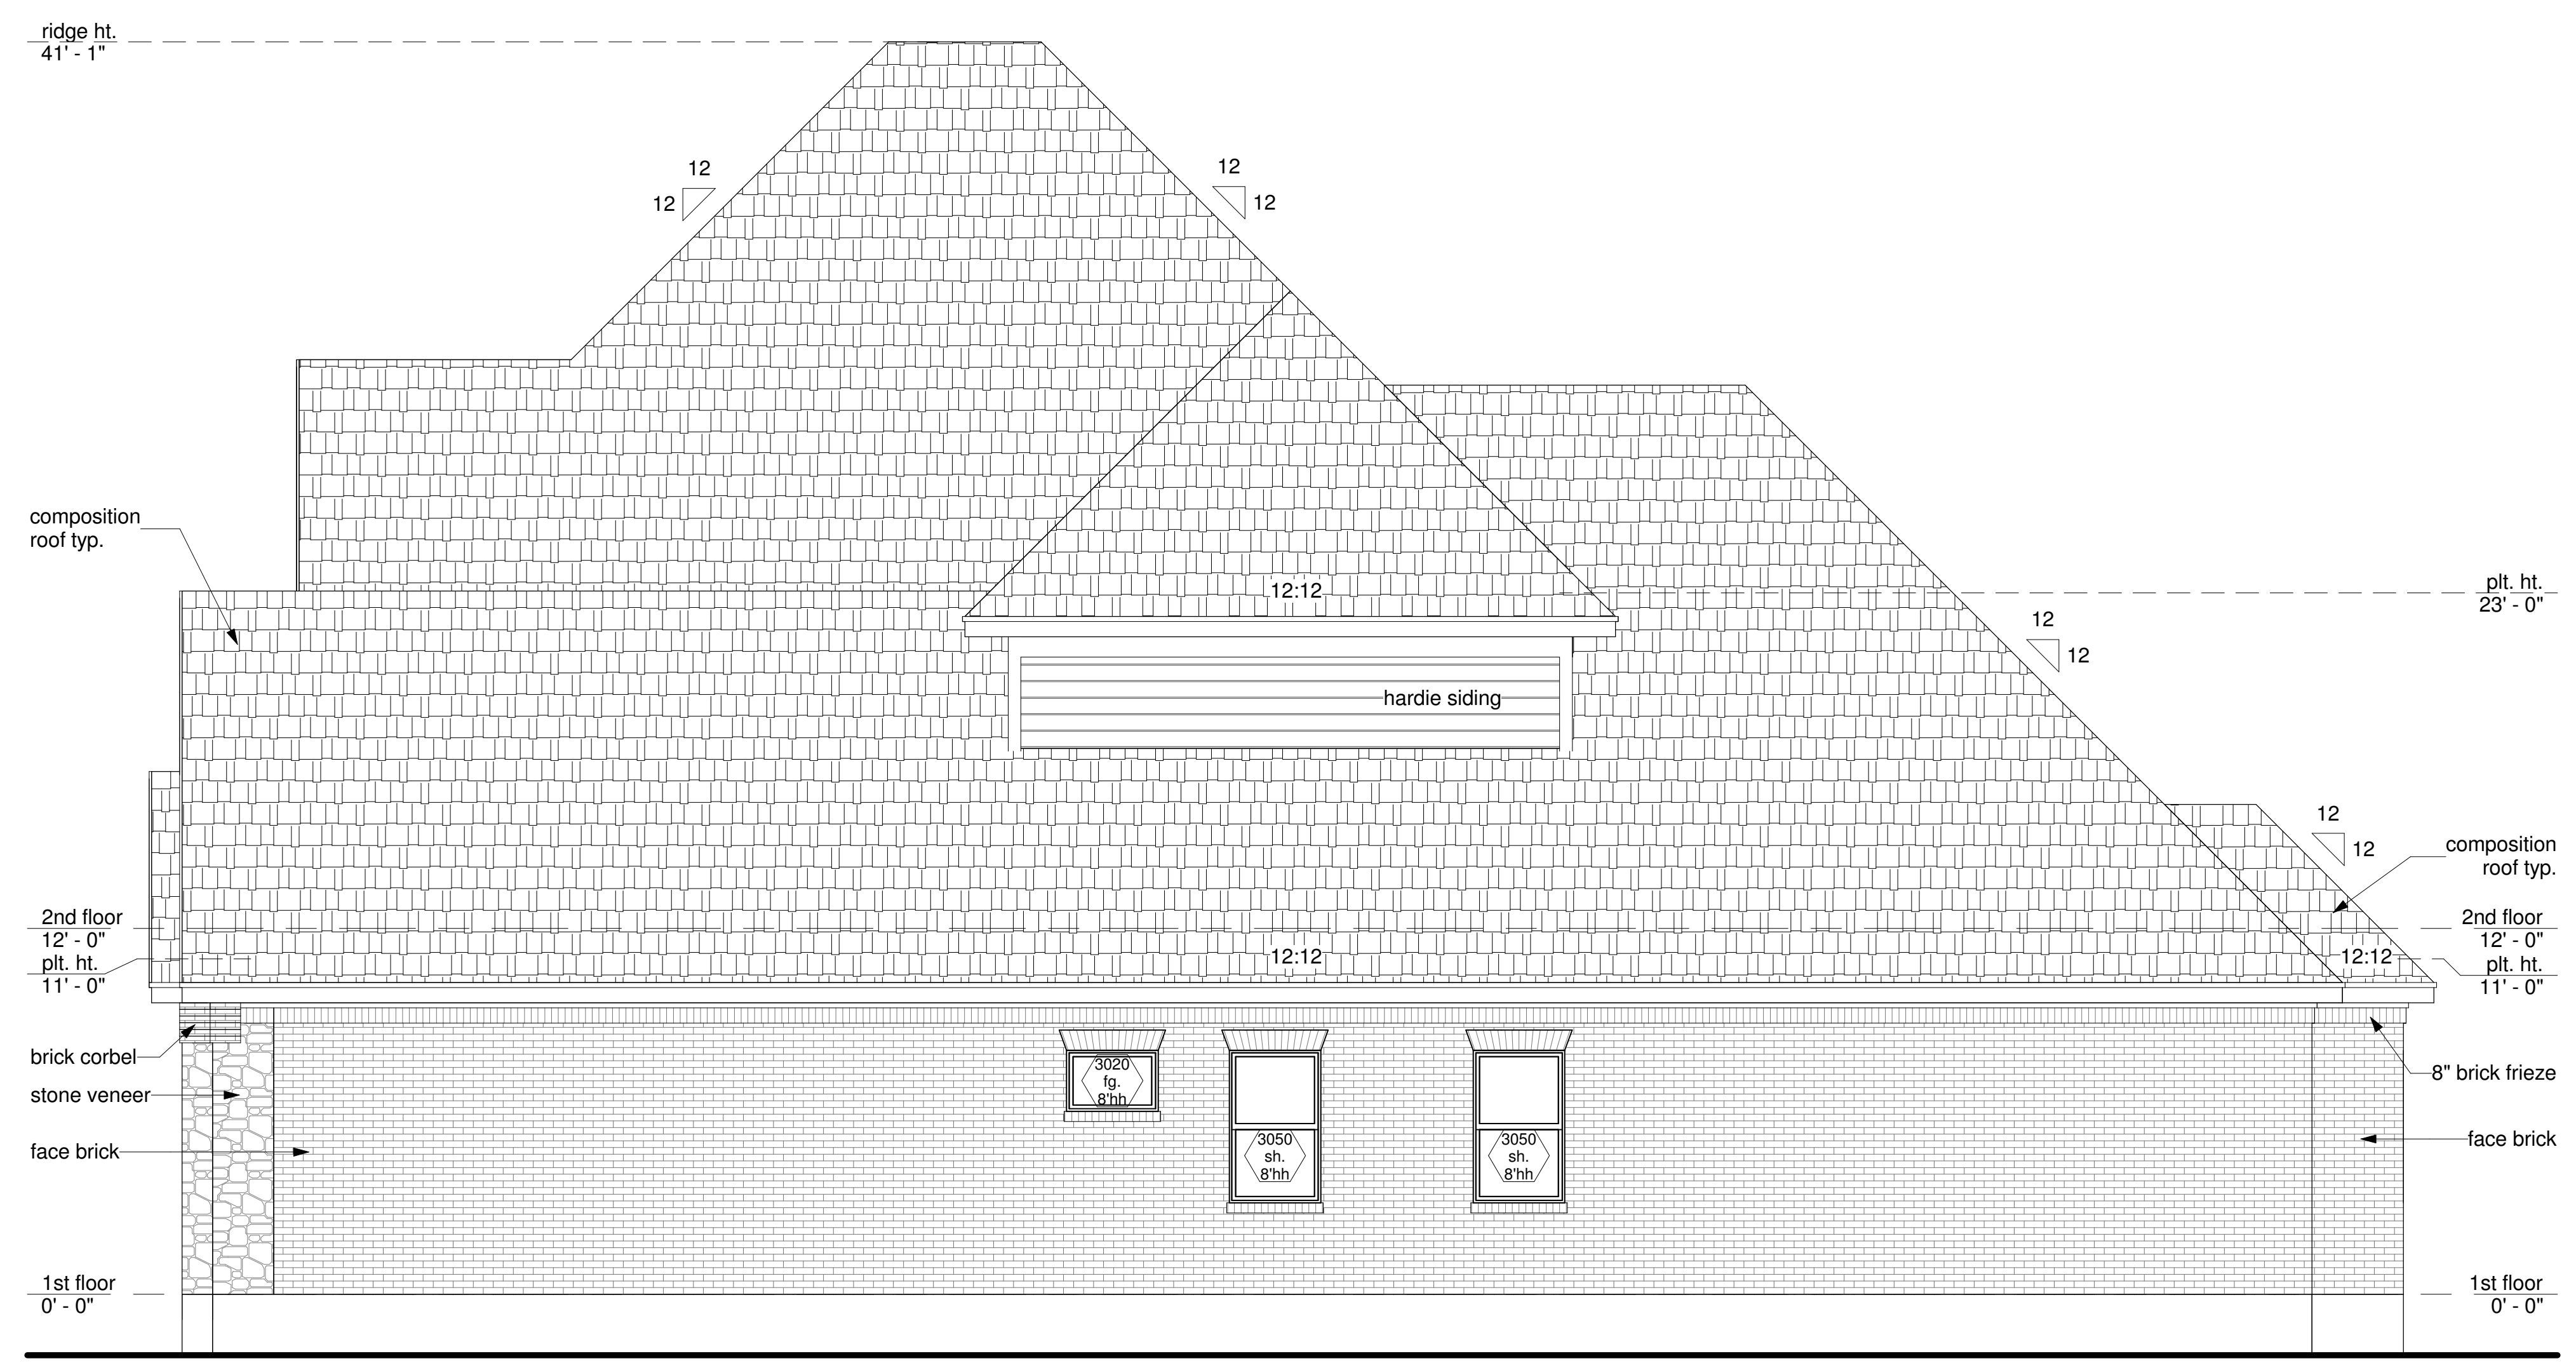 ridge ht.
41' - 1"
12
12
12
12
composition
roof typ.
12:12
plt. ht.
23' - 0"
12
12
hardie siding
12
12
composition
roof typ.
2nd floor
12' - 0"
plt. ht.
11' - 0"
12:12
12:12
2nd floor
12' - 0"
plt. ht.
11' - 0"
brick corbel
stone veneer
face brick
3020
fg.
8'hh
3050
sh.
8'hh
3050
sh.
8'hh
8" brick frieze
face brick
1st floor
0' - 0"
1st floor
0' - 0"